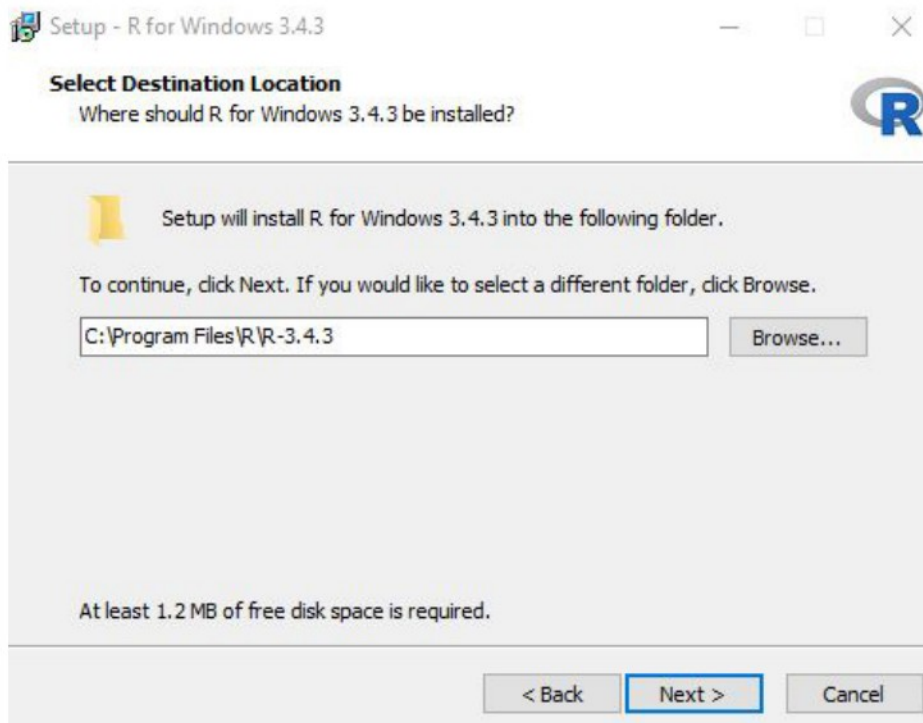 Setup - R for Windows 3.4.3
Select Destination Location
Where should R for Windows 3.4.3 be installed?
R
Setup will install R for Windows 3.4.3 into the following folder.
To continue, click Next. If you would like to select a different folder, click Browse.
C:\Program Files\R\R-3.4.3
Browse...
At least 1.2 MB of free disk space is required.
< Back
Next >
Cancel